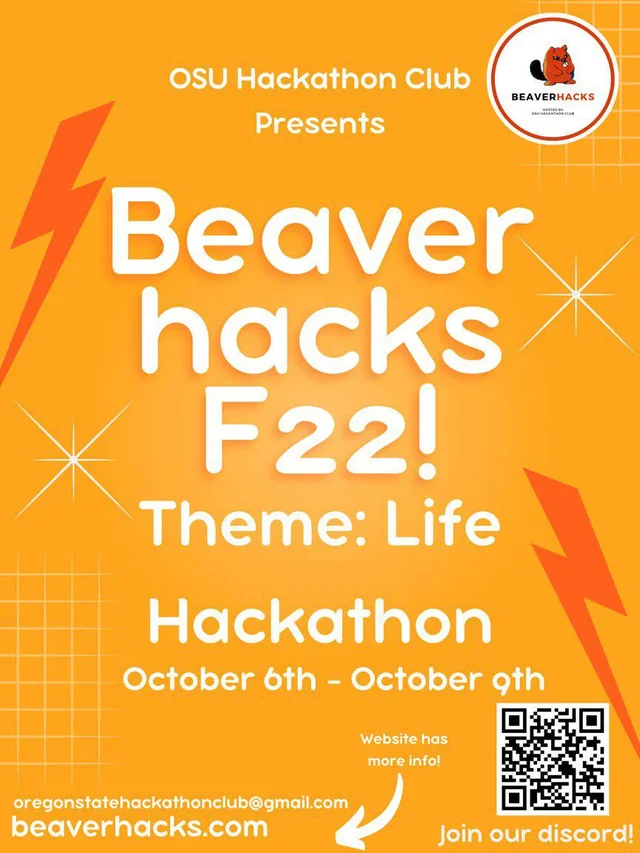 OSU Hackathon Club
Presents
BEAVERHACKS
HOSTED BY
OSU HACKATHON CLUB
Beaver
hacks
F22!
Theme: Life
Hackathon
October 6th - October 9th
Website has
more info!
oregonstatehackathonclub@gmail.com
beaverhacks.com
Join our discord!